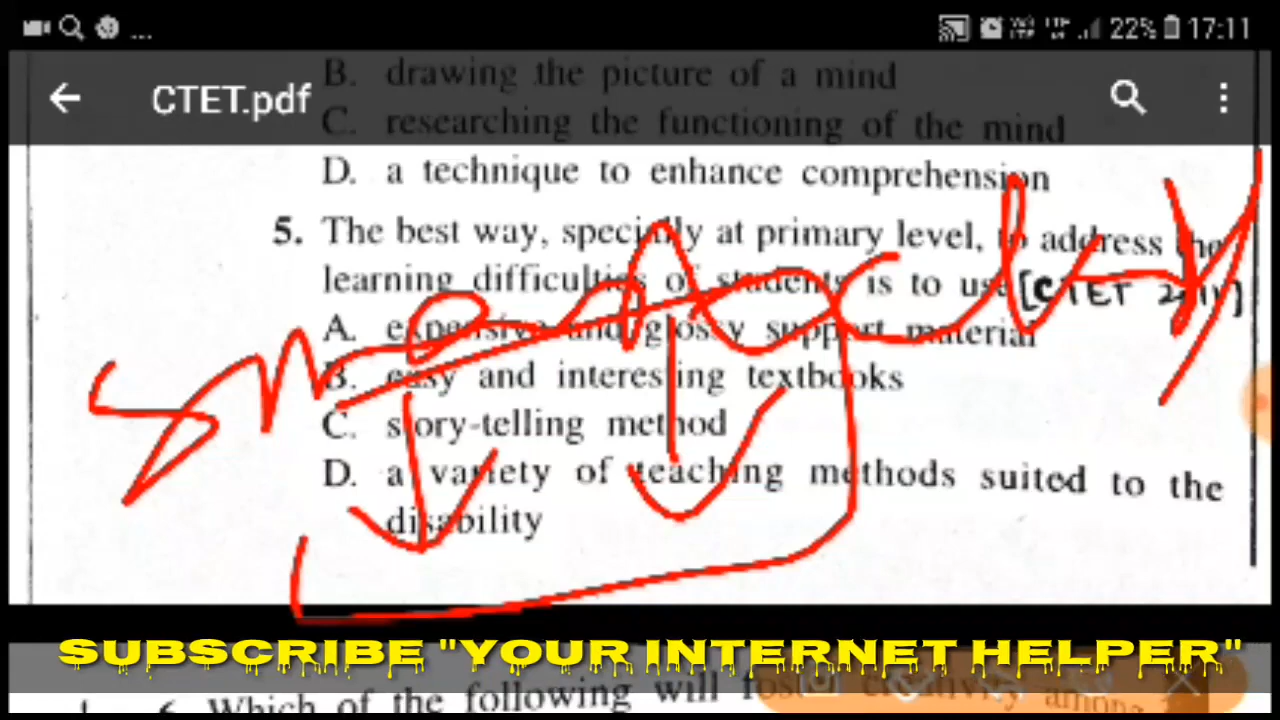 ... 22% 17:11
B. drawing the picture of a mind
CTET.pdf
C. researching the functioning of the mind
D. a technique to enhance comprehension
5. The best way, specially at primary level, to address the
learning difficulties of students is to use [CTET 2011]
A. expensive and glossy support material
B. easy and interesting textbooks
C. story-telling method
D. a variety of teaching methods suited to the
disability
SUBSCRIBE "YOUR INTERNET HELPER"
6. Which of the following will foster creativity among